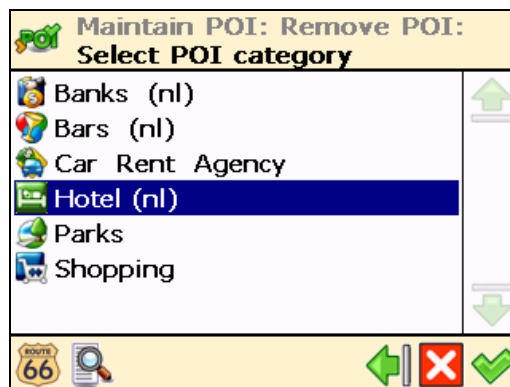 POI Maintain POI: Remove POI:
Select POI category
Banks (nl)
Bars (nl)
Car Rent Agency
Hotel (nl)
Parks
Shopping
ROUTE
66